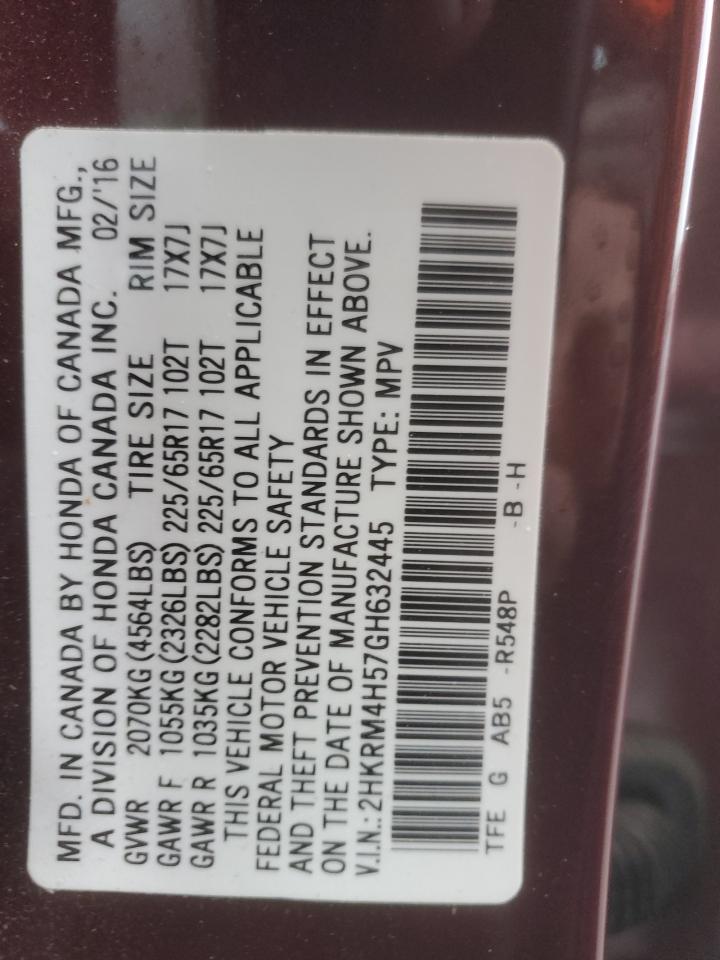 MFD. IN CANADA BY HONDA OF CANADA MFG.,
A DIVISION OF HONDA CANADA INC. 02/'16
GVWR 2070KG(4564LBS) TIRE SIZE RIM SIZE
GAWR F 1055KG(2326LBS) 225/65R17 102T 17X7J
GAWR R 1035KG(2282LBS) 225/65R17 102T 17X7J
THIS VEHICLE CONFORMS TO ALL APPLICABLE
FEDERAL MOTOR VEHICLE SAFETY
AND THEFT PREVENTION STANDARDS IN EFFECT
ON THE DATE OF MANUFACTURE SHOWN ABOVE.
V.I.N.:2HKRM4H57GH632445 TYPE: MPV
TFE G AB5 -R548P -B -H